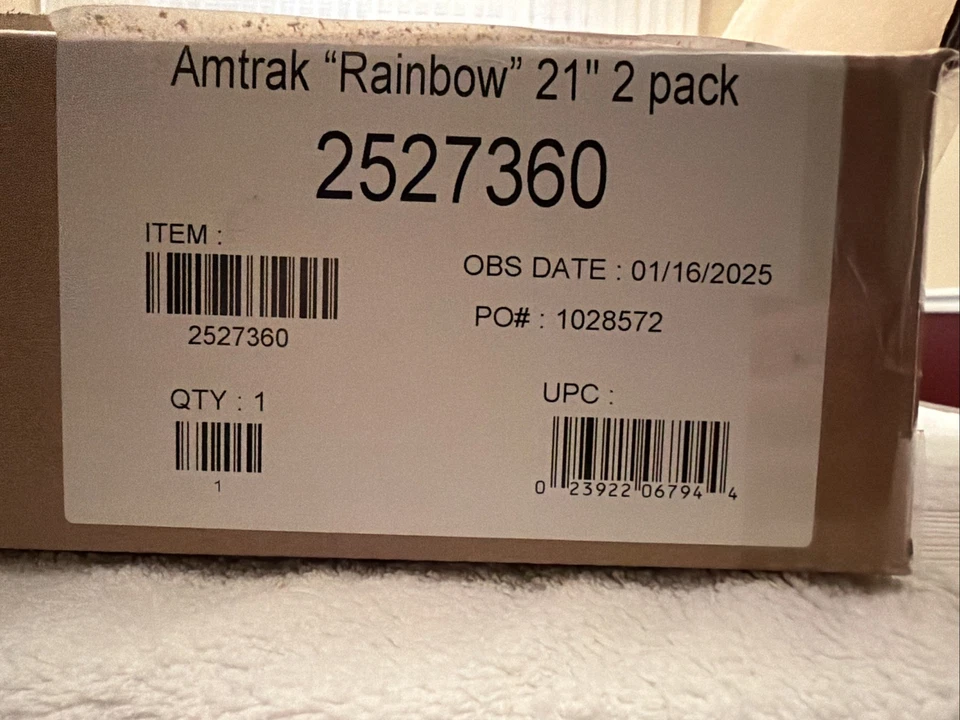 Amtrak “Rainbow” 21" 2 pack
2527360
ITEM :
2527360
OBS DATE : 01/16/2025
PO# : 1028572
QTY : 1
1
UPC :
0 23922 06794 4